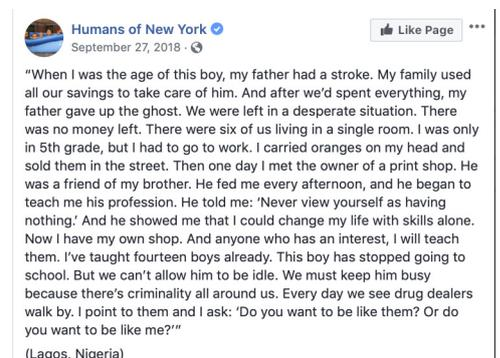 Humans of New York
Like Page
September 27, 2018 ·
“When I was the age of this boy, my father had a stroke. My family used
all our savings to take care of him. And after we’d spent everything, my
father gave up the ghost. We were left in a desperate situation. There
was no money left. There were six of us living in a single room. I was only
in 5th grade, but I had to go to work. I carried oranges on my head and
sold them in the street. Then one day I met the owner of a print shop. He
was a friend of my brother. He fed me every afternoon, and he began to
teach me his profession. He told me: ‘Never view yourself as having
nothing.’ And he showed me that I could change my life with skills alone.
Now I have my own shop. And anyone who has an interest, I will teach
them. I’ve taught fourteen boys already. This boy has stopped going to
school. But we can’t allow him to be idle. We must keep him busy
because there’s criminality all around us. Every day we see drug dealers
walk by. I point to them and I ask: ‘Do you want to be like them? Or do
you want to be like me?’”
(Lagos, Nigeria)